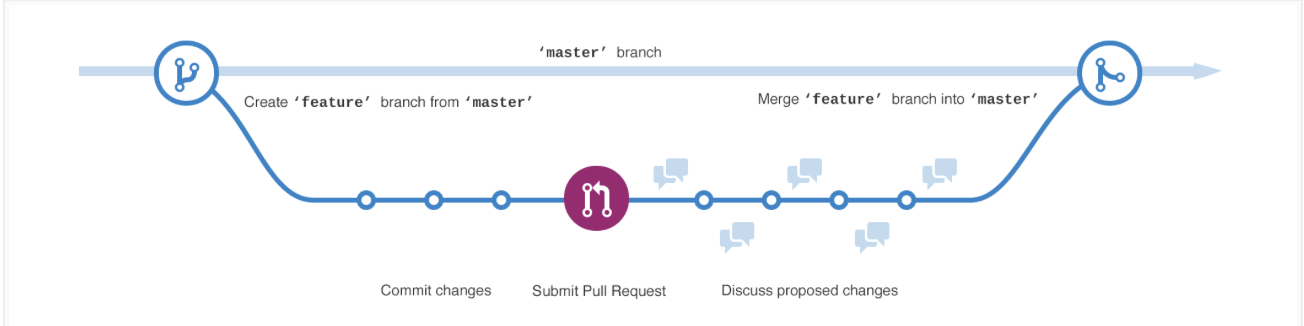 ‘master’ branch
Create ‘feature’ branch from ‘master’
Merge ‘feature’ branch into ‘master’
Commit changes
Submit Pull Request
Discuss proposed changes